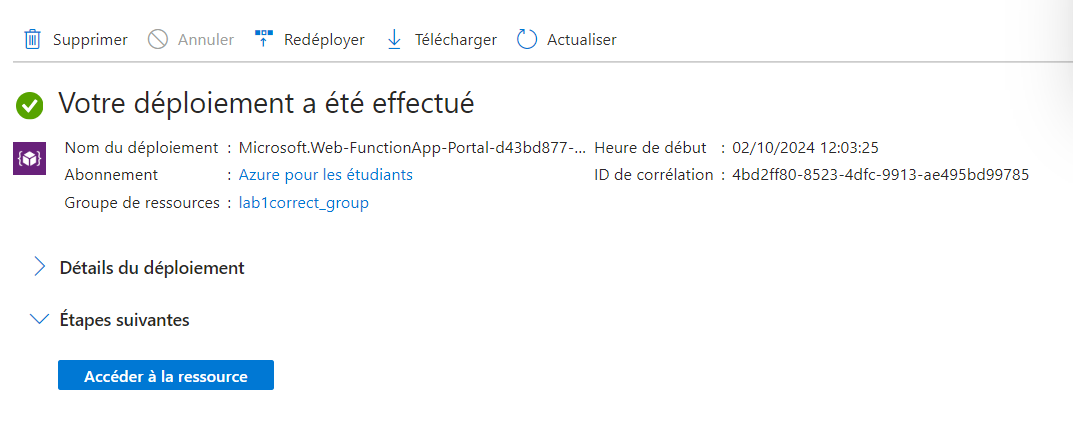 Supprimer Annuler Redéployer Télécharger Actualiser
Votre déploiement a été effectué
Nom du déploiement : Microsoft.Web-FunctionApp-Portal-d43bd877-... Heure de début : 02/10/2024 12:03:25
Abonnement : Azure pour les étudiants ID de corrélation : 4bd2ff80-8523-4dfc-9913-ae495bd99785
Groupe de ressources : lab1correct_group
Détails du déploiement
Étapes suivantes
Accéder à la ressource